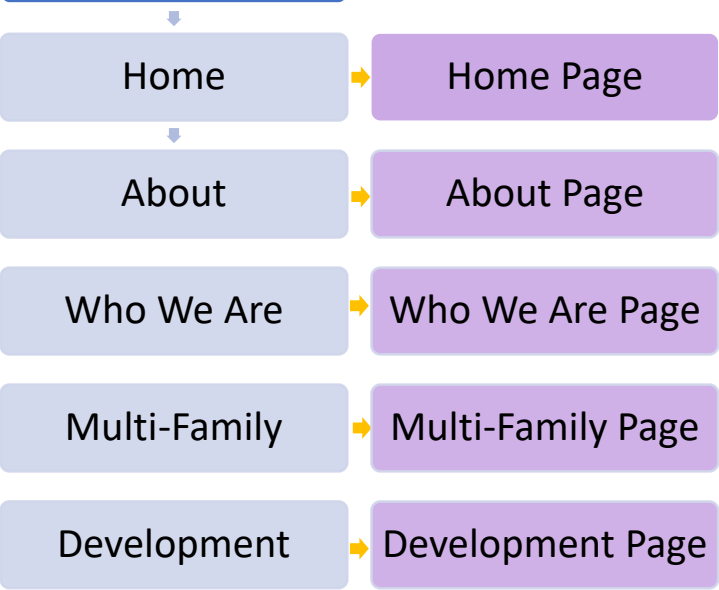 Home
Home Page
About
About Page
Who We Are
Who We Are Page
Multi-Family
Multi-Family Page
Development
Development Page